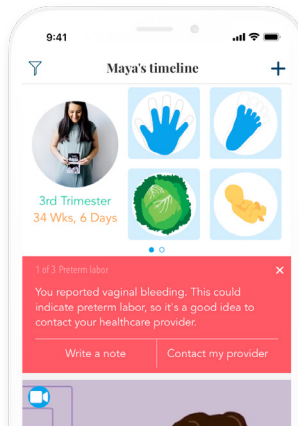 9:41
Maya's timeline
3rd Trimester
34 Wks, 6 Days
1 of 3 Preterm labor
You reported vaginal bleeding. This could
indicate preterm labor, so it's a good idea to
contact your healthcare provider.
Write a note
Contact my provider